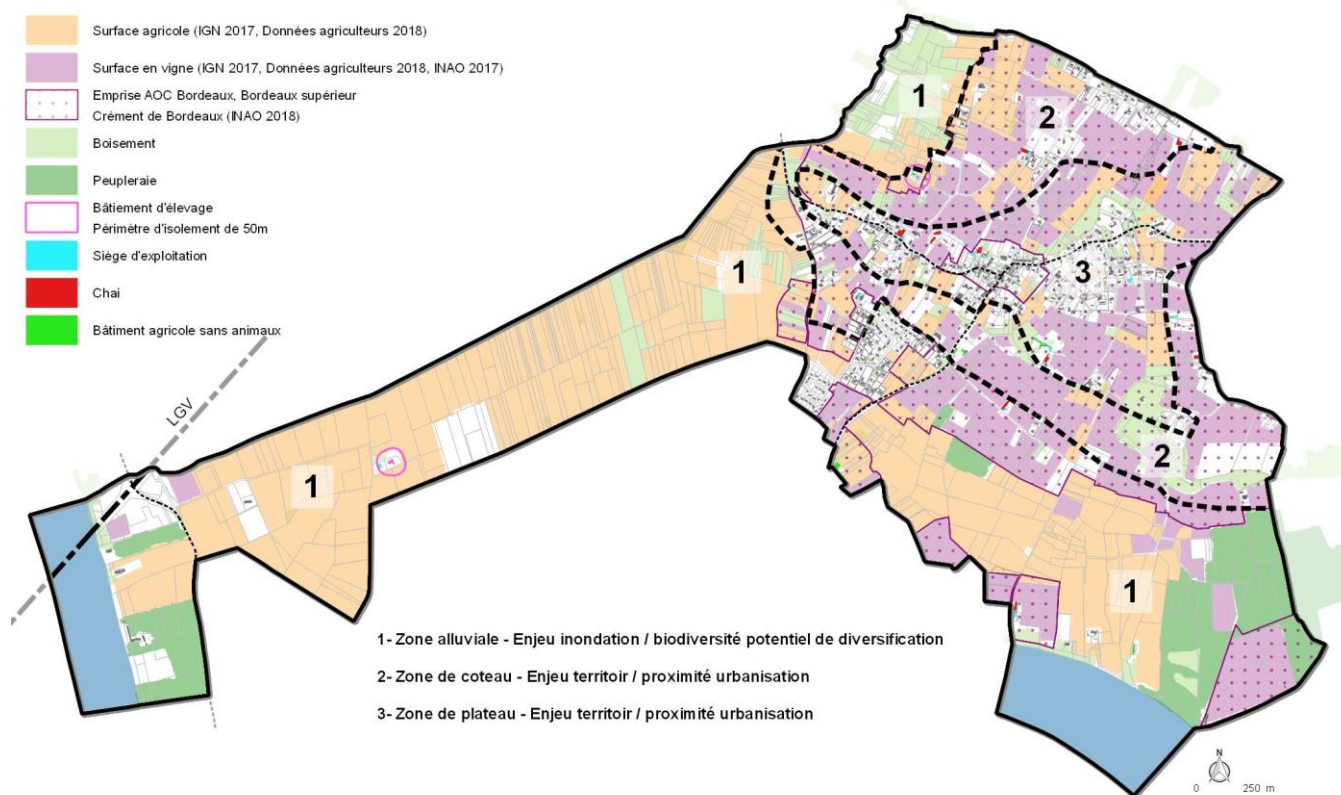 Surface agricole (IGN 2017, Données agriculteurs 2018)
Surface en vigne (IGN 2017, Données agriculteurs 2018, INAO 2017)
Emprise AOC Bordeaux, Bordeaux supérieur
Crément de Bordeaux (INAO 2018)
Boisement
Peupleraie
Bâtiement d'élevage
Périmètre d'isolement de 50m
Siège d'exploitation
Chai
Bâtiment agricole sans animaux
LGV
1
2
1
3
1
2
1
1- Zone alluviale - Enjeu inondation / biodiversité potentiel de diversification
2- Zone de coteau - Enjeu territoir / proximité urbanisation
3- Zone de plateau - Enjeu territoir / proximité urbanisation
N
0 250 m